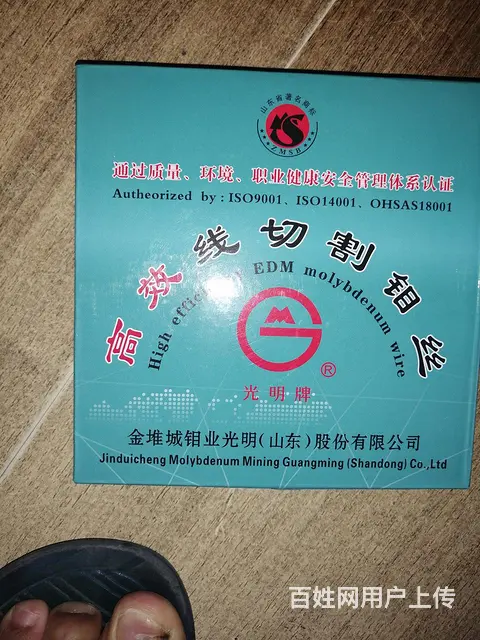 山东省著名商标
ZMSB
通过质量、环境、职业健康安全管理体系认证
Autheorized by：ISO9001、ISO14001、OHSAS18001
高效线切割钼丝
EDM molybdenum wire
®
光明牌
金堆城钼业光明(山东)股份有限公司
Jinduicheng Molybdenum Mining Guangming (Shandong) Co.,Ltd
百姓网用户上传